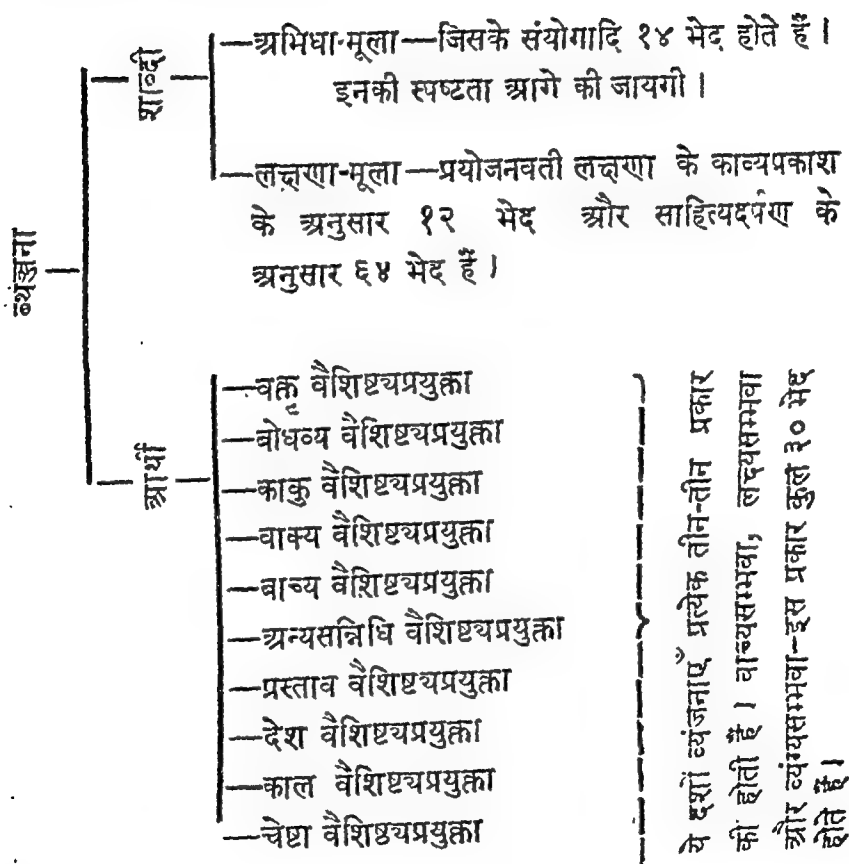 व्यंजना
शाब्दी
—अभिधा-मूला—जिसके संयोगादि १४ भेद होते हैं।
इनकी स्पष्टता आगे की जायगी।
—लक्षणा-मूला—प्रयोजनवती लक्षणा के काव्यप्रकाश
के अनुसार १२ भेद और साहित्यदर्पण के
अनुसार ६४ भेद हैं।
आर्थी
—वक्तृ वैशिष्ट्यप्रयुक्ता
—बोधव्य वैशिष्ट्यप्रयुक्ता
—काकु वैशिष्ट्यप्रयुक्ता
—वाक्य वैशिष्ट्यप्रयुक्ता
—वाच्य वैशिष्ट्यप्रयुक्ता
—अन्यसन्निधि वैशिष्ट्यप्रयुक्ता
—प्रस्ताव वैशिष्ट्यप्रयुक्ता
—देश वैशिष्ट्यप्रयुक्ता
—काल वैशिष्ट्यप्रयुक्ता
—चेष्टा वैशिष्ठ्यप्रयुक्ता
ये दशों व्यंजनाएँ प्रत्येक तीन-तीन प्रकार
की होती हैं। वाच्यसम्भवा, लक्ष्यसम्भवा
और व्यंग्यसम्भवा-इस प्रकार कुल ३० भेद
होते हैं।